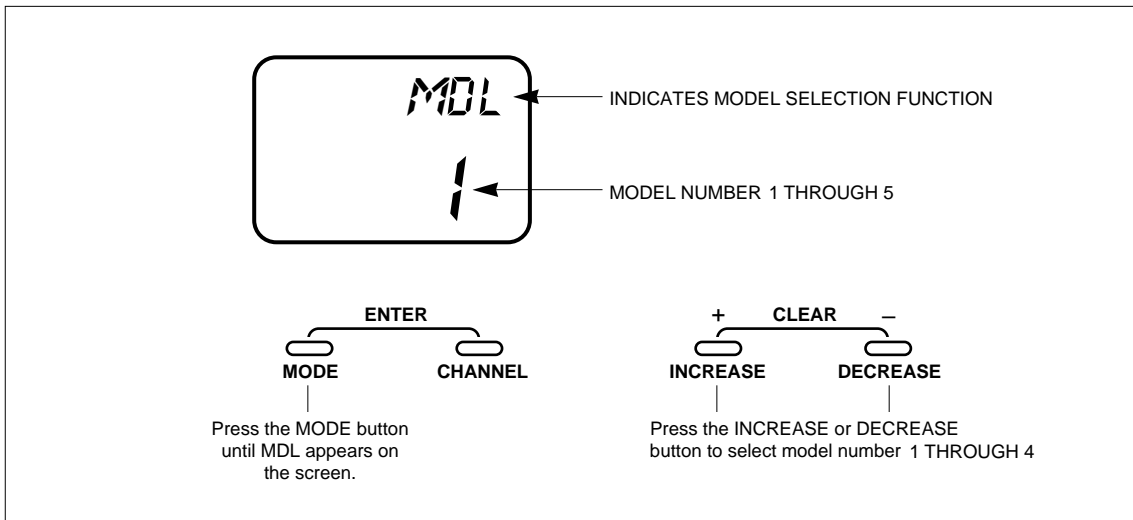 MDL
INDICATES MODEL SELECTION FUNCTION
1
MODEL NUMBER 1 THROUGH 5
ENTER
MODE CHANNEL
+ CLEAR –
INCREASE DECREASE
Press the MODE button
until MDL appears on
the screen.
Press the INCREASE or DECREASE
button to select model number 1 THROUGH 4